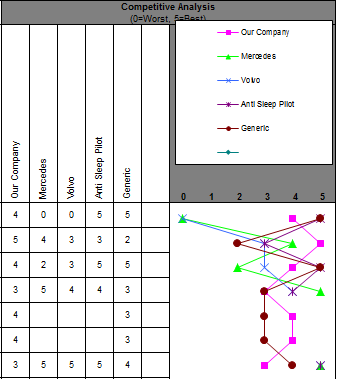 Competitive Analysis
(0=Worst, 5=Best)
Our Company
Mercedes
Volvo
Anti Sleep Pilot
Generic
Our Company
Mercedes
Volvo
Anti Sleep Pilot
Generic
0 1 2 3 4 5
4 0 0 5 5
5 4 3 3 2
4 2 3 5 5
3 5 4 4 3
4 3
4 3
3 5 5 5 4